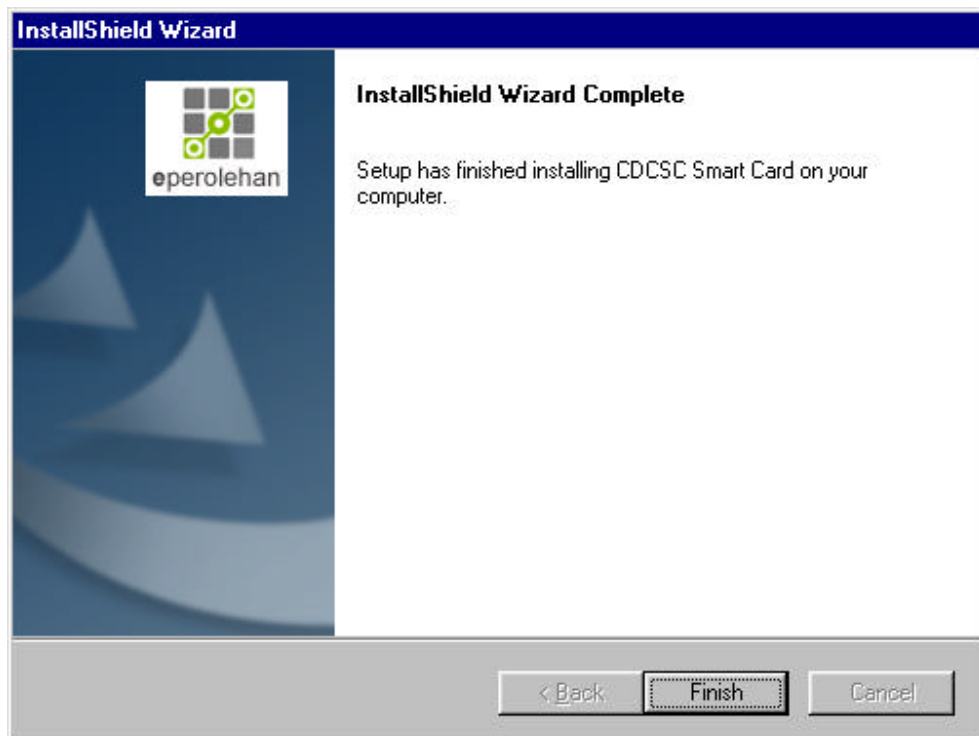 InstallShield Wizard
eperolehan
InstallShield Wizard Complete
Setup has finished installing CDCSC Smart Card on your
computer.
< Back
Finish
Cancel